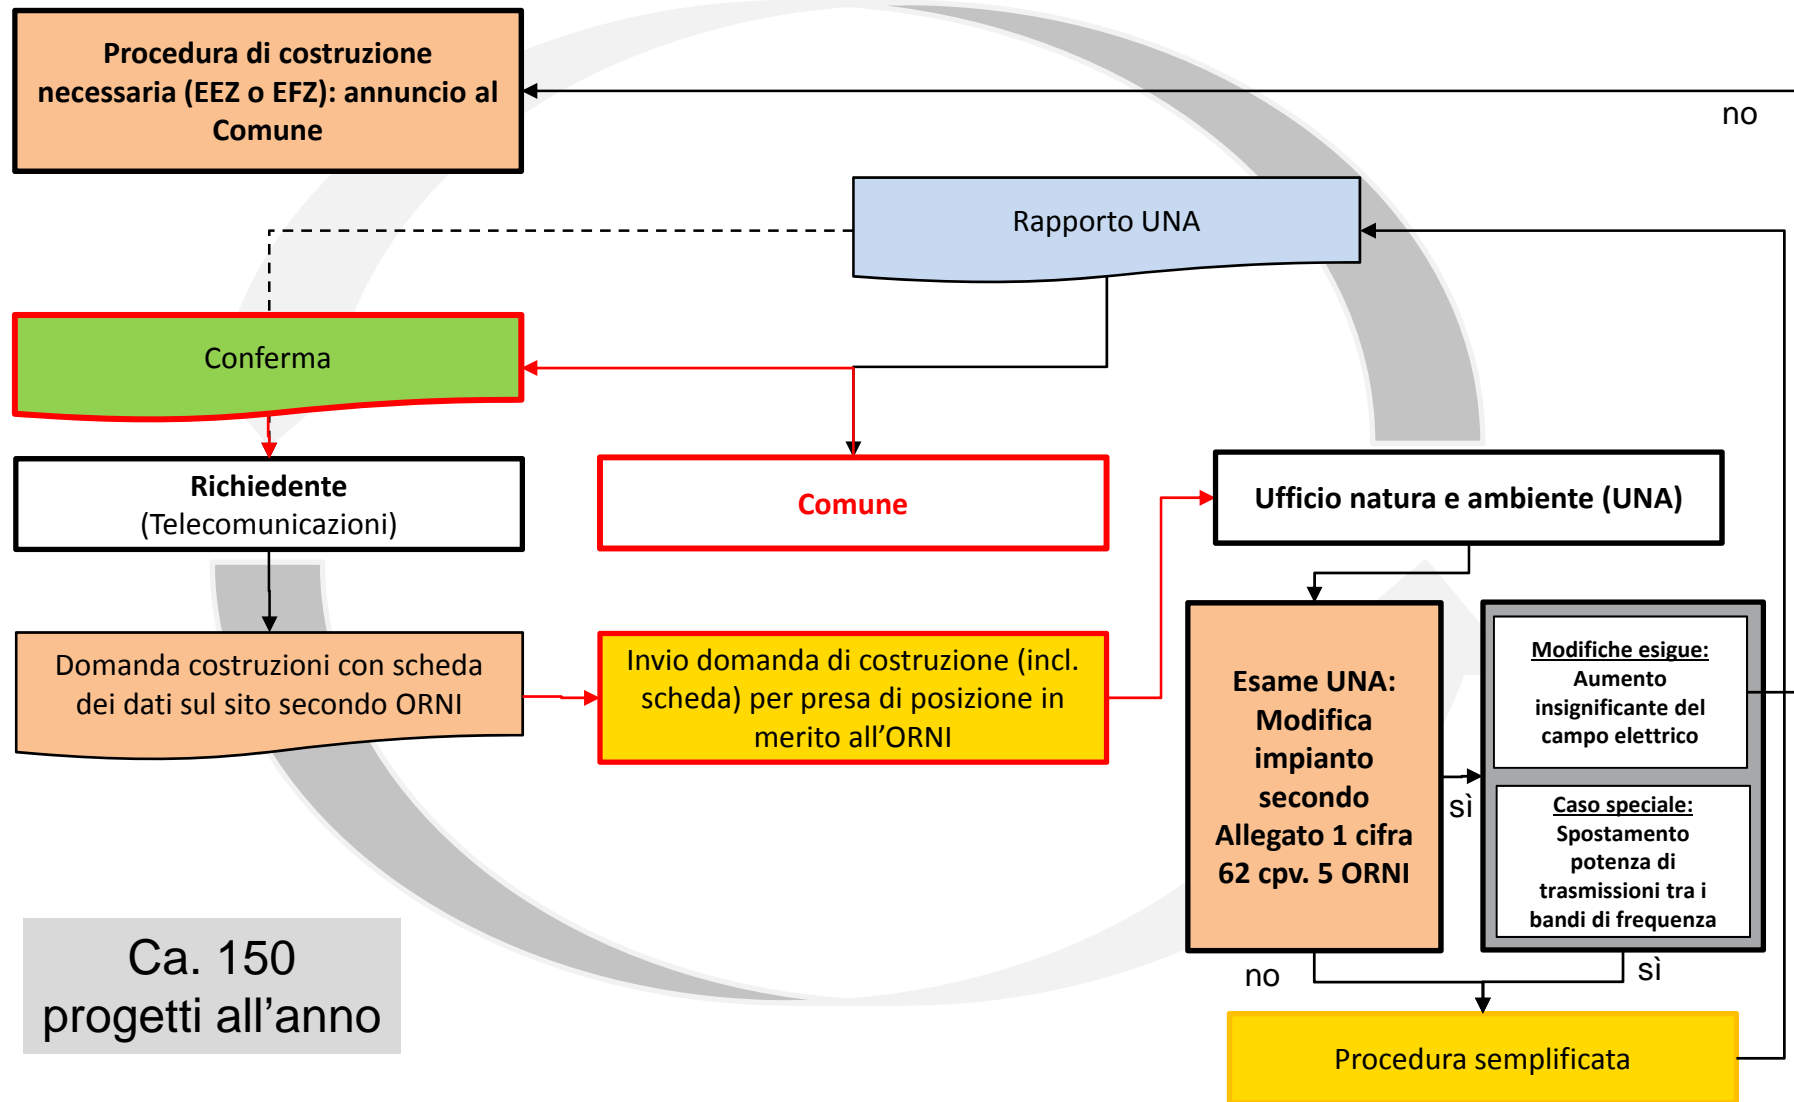 Procedura di costruzione
necessaria (EEZ o EFZ): annuncio al
Comune
no
Rapporto UNA
Conferma
Richiedente
(Telecomunicazioni)
Comune
Ufficio natura e ambiente (UNA)
Domanda costruzioni con scheda
dei dati sul sito secondo ORNI
Invio domanda di costruzione (incl.
scheda) per presa di posizione in
merito all'ORNI
Esame UNA:
Modifica
impianto
secondo
Allegato 1 cifra
62 cpv. 5 ORNI
sì
Modifiche esigue:
Aumento
insignificante del
campo elettrico
Caso speciale:
Spostamento
potenza di
trasmissioni tra i
bandi di frequenza
no
sì
Procedura semplificata
Ca. 150
progetti all'anno